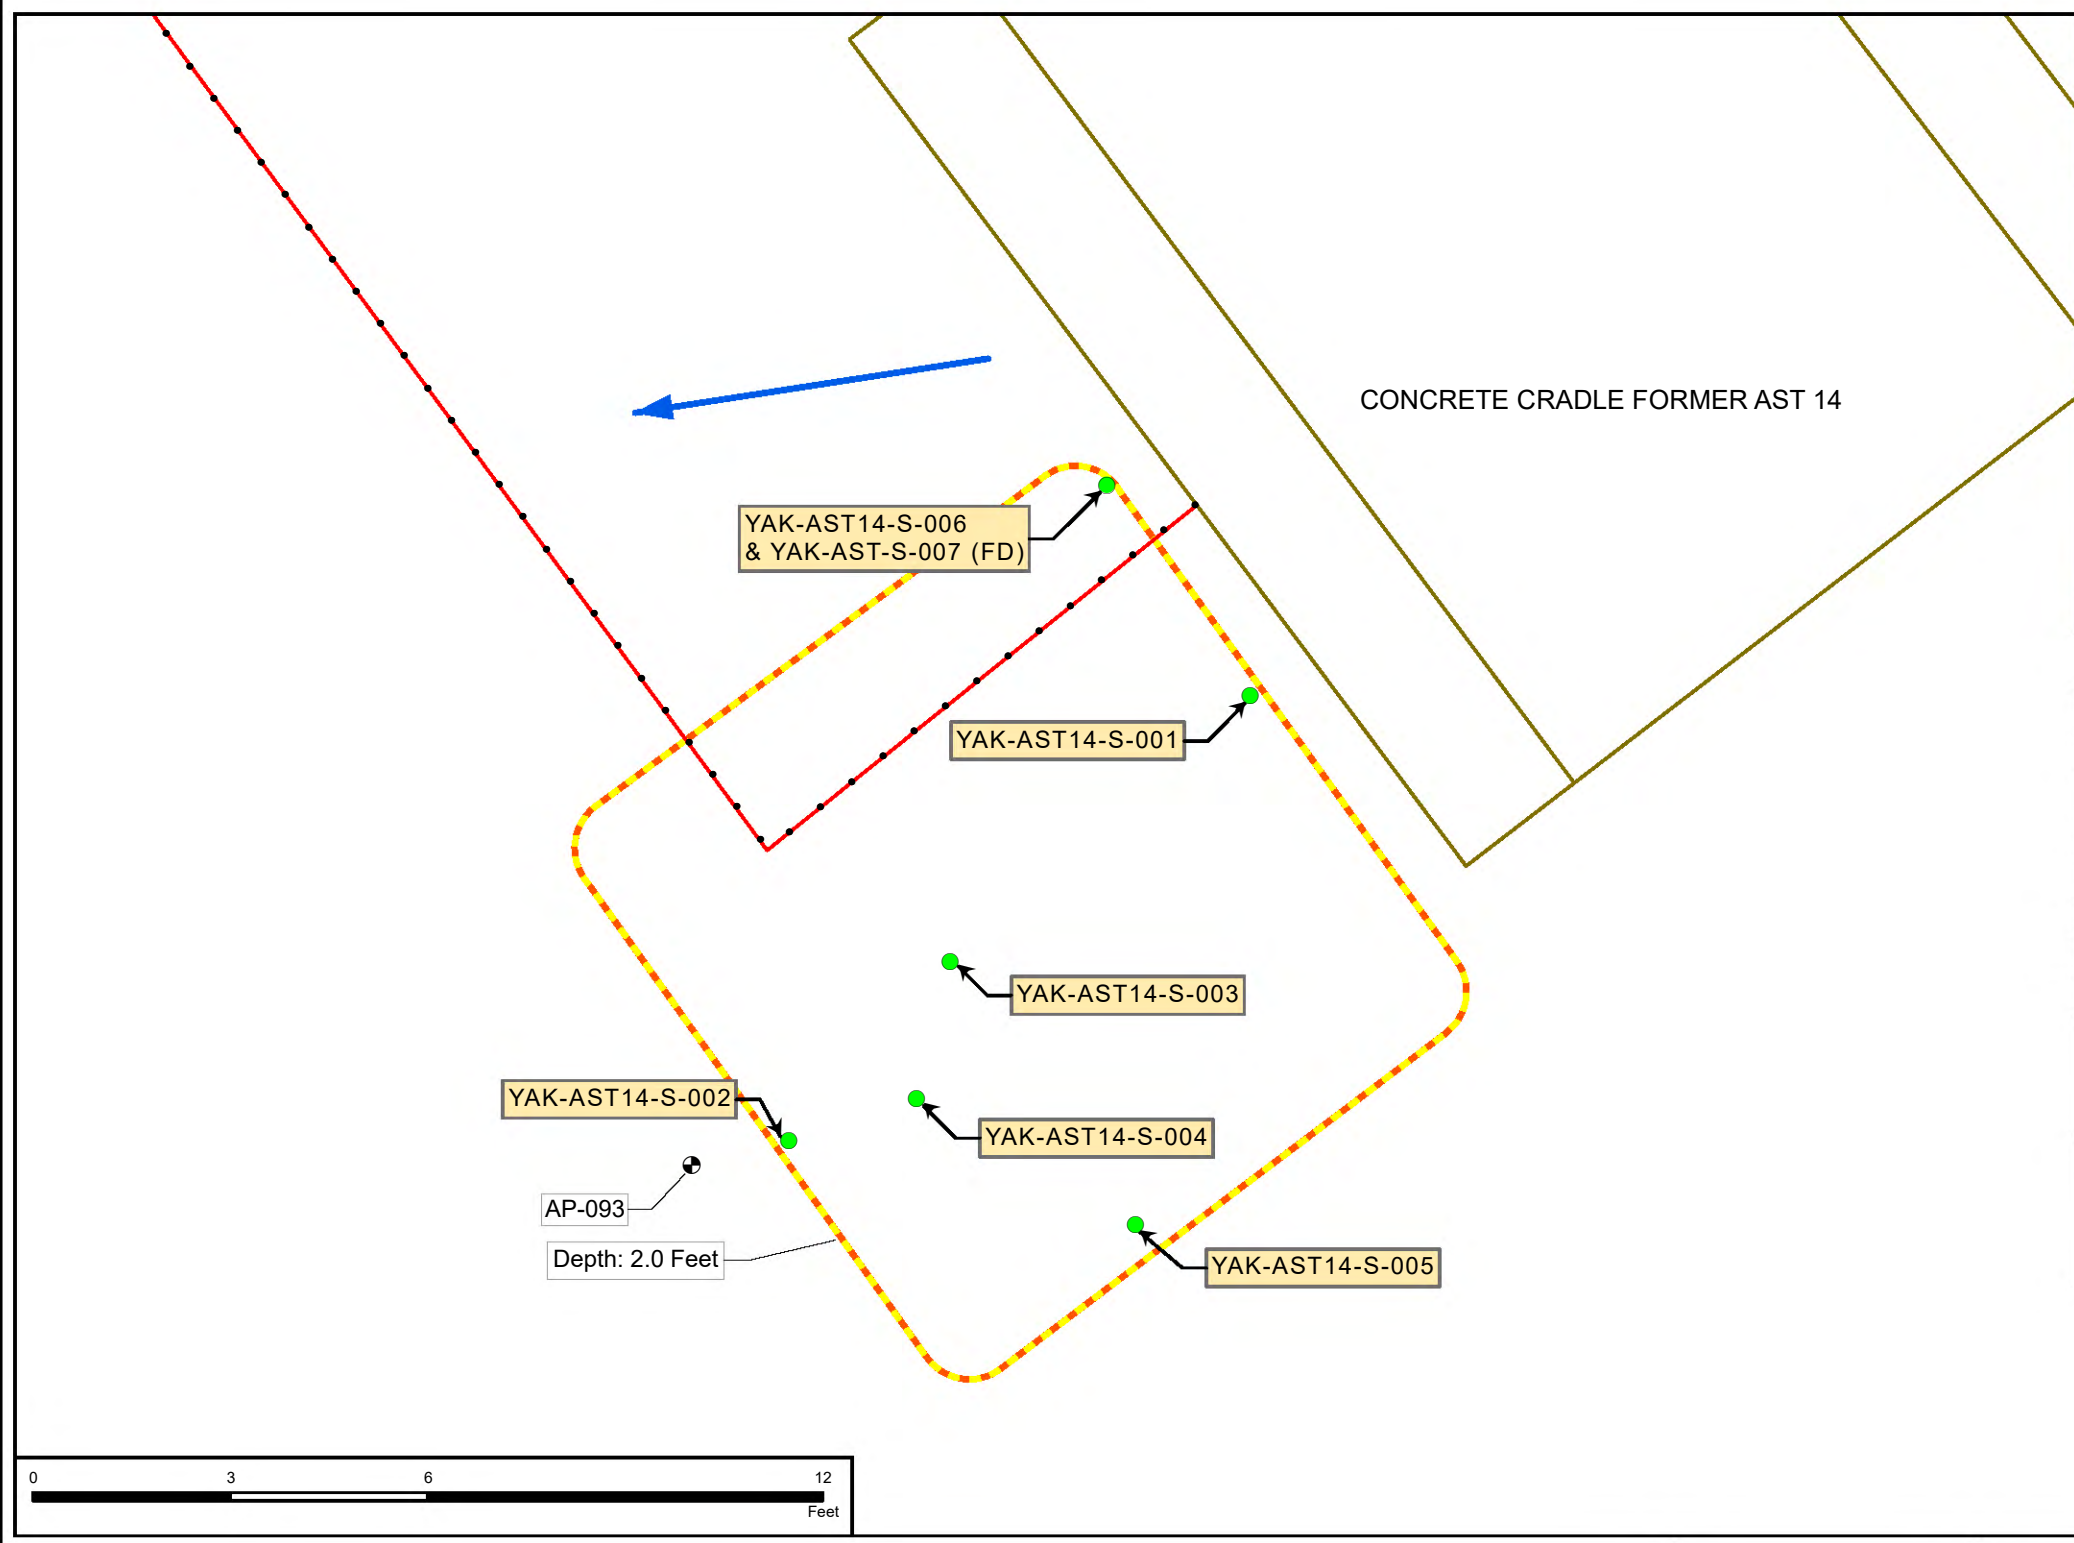 CONCRETE CRADLE FORMER AST 14
YAK-AST14-S-006
& YAK-AST-S-007 (FD)
YAK-AST14-S-001
YAK-AST14-S-003
YAK-AST14-S-002
YAK-AST14-S-004
AP-093
Depth: 2.0 Feet
YAK-AST14-S-005
0 3 6 12
Feet